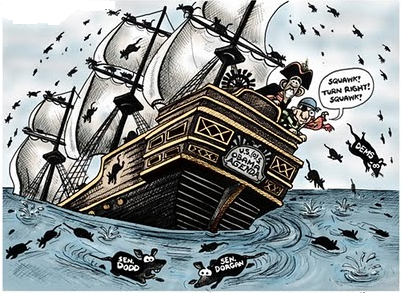 SQUAWK!
TURN RIGHT!
SQUAWK!
DEMS
U.S.S.
OBAMA
AGENDA
SEN.
DODD
SEN.
DORGAN